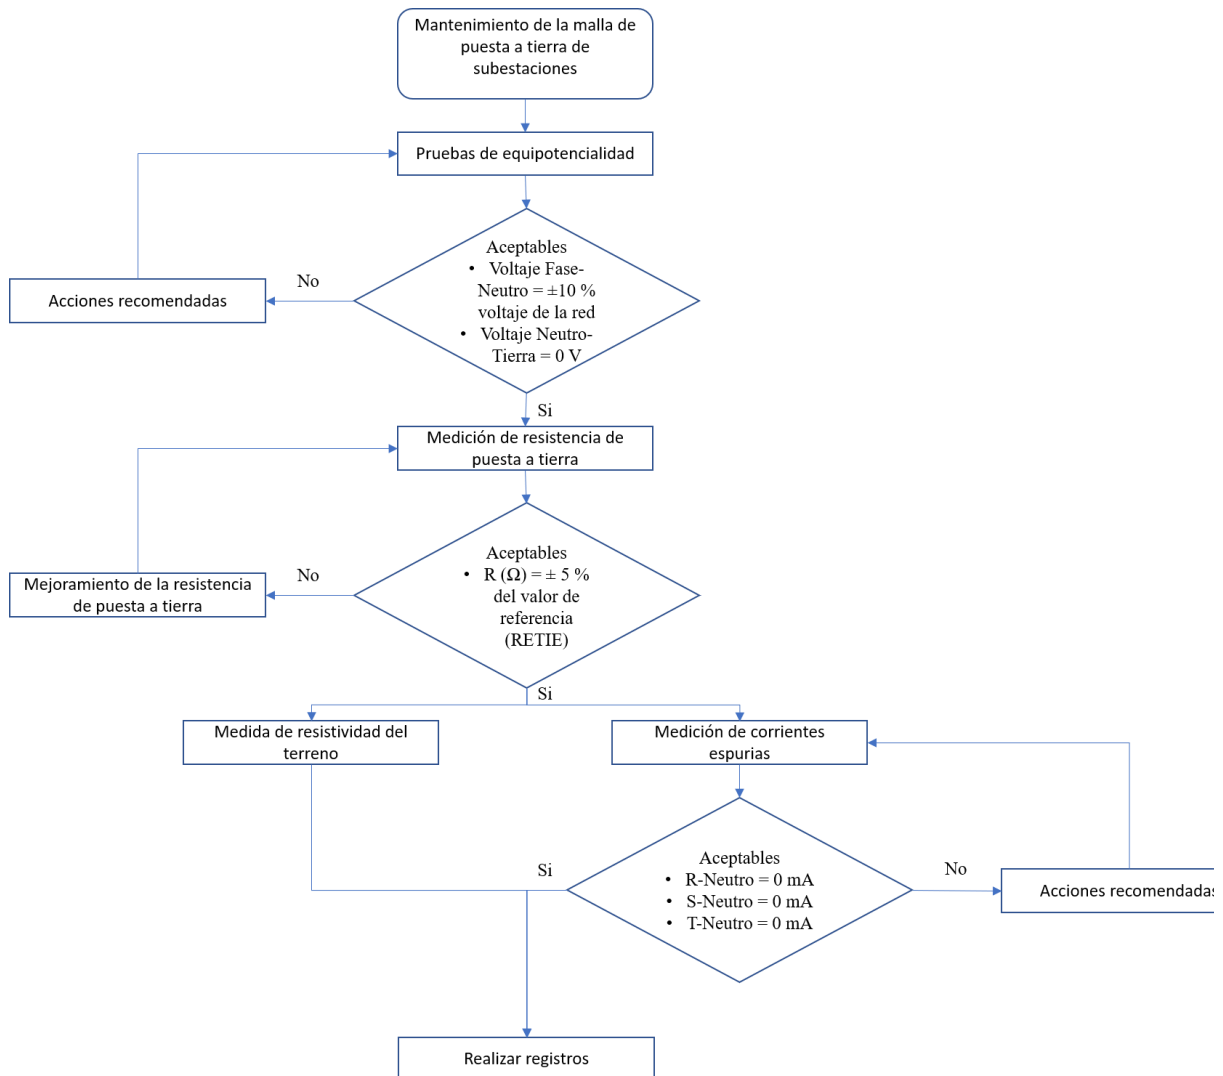 Mantenimiento de la malla de
puesta a tierra de
subestaciones
Pruebas de equipotencialidad
Aceptables
• Voltaje Fase-
Neutro = ±10 %
voltaje de la red
• Voltaje Neutro-
Tierra = 0 V
No
Acciones recomendadas
Si
Medición de resistencia de
puesta a tierra
Aceptables
• R (Ω) = ± 5 %
del valor de
referencia
(RETIE)
No
Mejoramiento de la resistencia
de puesta a tierra
Si
Medida de resistividad del
terreno
Medición de corrientes
espurias
Aceptables
• R-Neutro = 0 mA
• S-Neutro = 0 mA
• T-Neutro = 0 mA
Si
No
Acciones recomendadas
Realizar registros